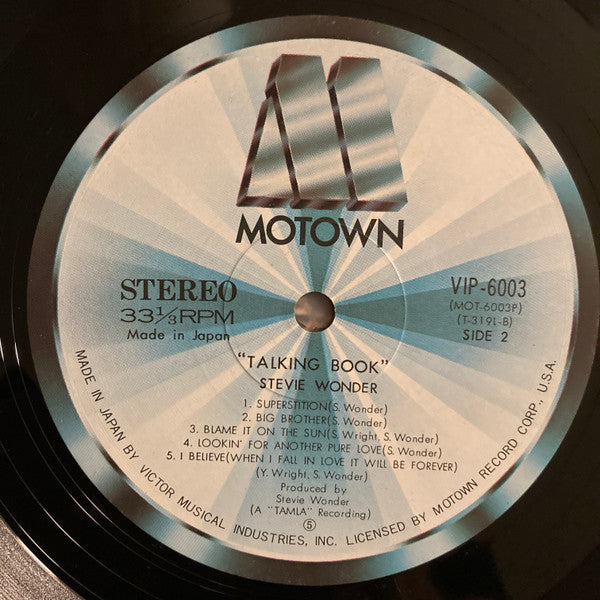 MOTOWN
STEREO
33⅓RPM
Made in Japan
VIP-6003
(MOT-6003P)
(T-319L-B)
SIDE 2
"TALKING BOOK"
STEVIE WONDER
1. SUPERSTITION(S. Wonder)
2. BIG BROTHER(S. Wonder)
3. BLAME IT ON THE SUN(S. Wright, S. Wonder)
4. LOOKIN' FOR ANOTHER PURE LOVE(S. Wonder)
5. I BELIEVE(WHEN I FALL IN LOVE IT WILL BE FOREVER)
(Y. Wright, S. Wonder)
Produced by
Stevie Wonder
(A "TAMLA" Recording)
⑤
MADE IN JAPAN BY VICTOR MUSICAL INDUSTRIES, INC. LICENSED BY MOTOWN RECORD CORP., U.S.A.